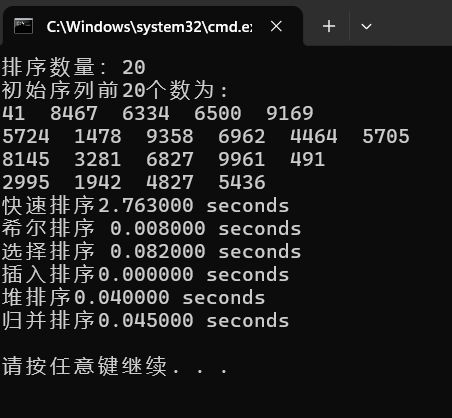 C:\Windows\system32\cmd.e
排序数量: 20
初始序列前20个数为:
41  8467  6334  6500  9169
5724  1478  9358  6962  4464  5705
8145  3281  6827  9961  491
2995  1942  4827  5436
快速排序2.763000 seconds
希尔排序 0.008000 seconds
选择排序 0.082000 seconds
插入排序0.000000 seconds
堆排序0.040000 seconds
归并排序0.045000 seconds
请按任意键继续. . .